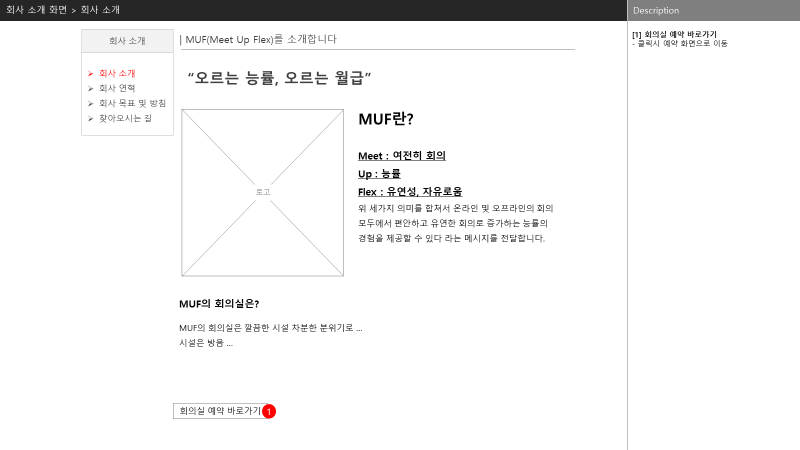 회사 소개 화면 > 회사 소개
Description
회사 소개
➢ 회사 소개
➢ 회사 연혁
➢ 회사 목표 및 방침
➢ 찾아오시는 길
| MUF(Meet Up Flex)를 소개합니다
“오르는 능률, 오르는 월급”
로고
MUF란?
Meet : 여전히 회의
Up : 능률
Flex : 유연성, 자유로움
위 세가지 의미를 합쳐서 온라인 및 오프라인의 회의
모두에서 편안하고 유연한 회의로 증가하는 능률의
경험을 제공할 수 있다 라는 메시지를 전달합니다.
MUF의 회의실은?
MUF의 회의실은 깔끔한 시설 차분한 분위기로 ...
시설은 방음 ...
회의실 예약 바로가기 1
[1] 회의실 예약 바로가기
- 클릭시 예약 화면으로 이동